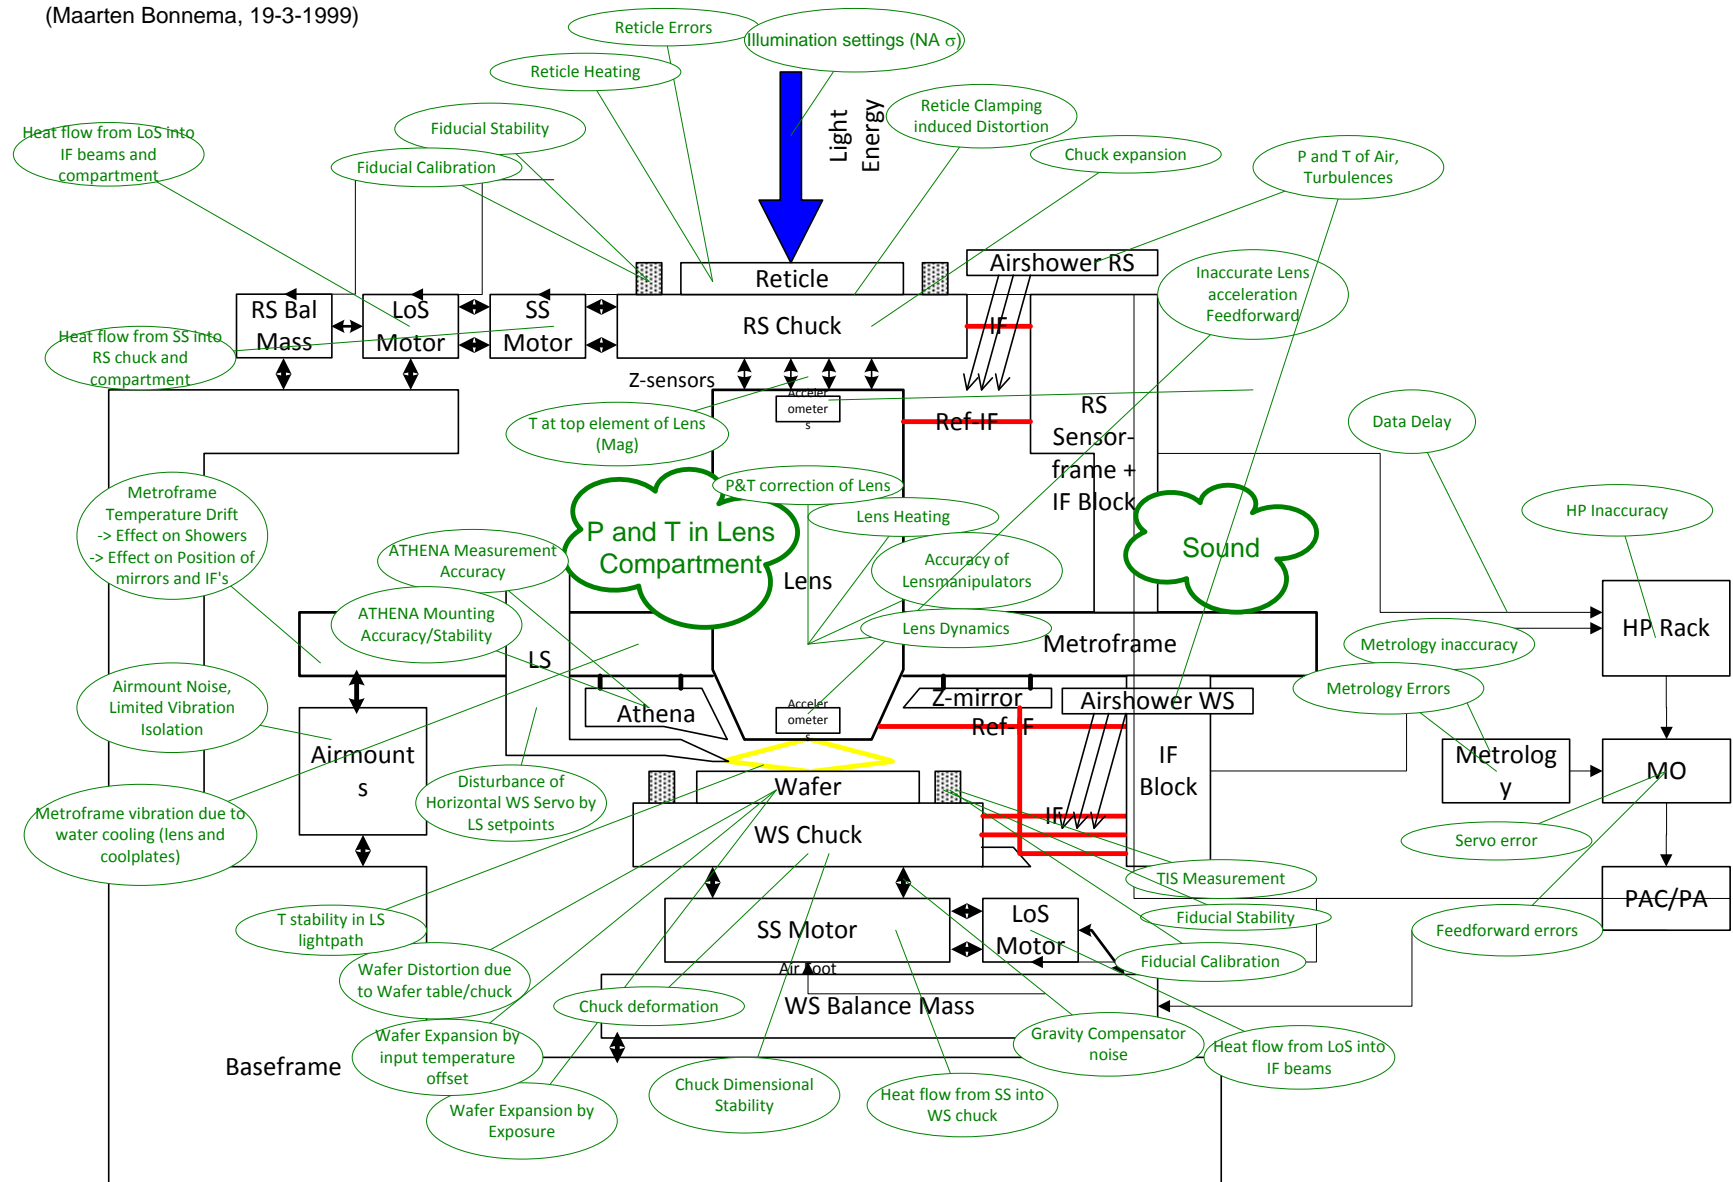 (Maarten Bonnema, 19-3-1999)
Reticle Errors
Illumination settings (NA σ)
Reticle Heating
Light
Energy
Reticle Clamping
induced Distortion
Heat flow from LoS into
IF beams and
compartment
Fiducial Stability
Fiducial Calibration
Chuck expansion
P and T of Air,
Turbulences
Airshower RS
Reticle
Inaccurate Lens
acceleration
Feedforward
RS Bal
Mass
LoS
Motor
SS
Motor
RS Chuck
IF
Heat flow from SS into
RS chuck and
compartment
Z-sensors
Acceler
ometer
s
RS
Sensor-
frame +
IF Block
Ref-IF
Data Delay
T at top element of Lens
(Mag)
P&T correction of Lens
Metroframe
Temperature Drift
-> Effect on Showers
-> Effect on Position of
mirrors and IF's
Lens Heating
HP Inaccuracy
P and T in Lens
Compartment
Sound
ATHENA Measurement
Accuracy
Accuracy of
Lensmanipulators
Lens
ATHENA Mounting
Accuracy/Stability
Lens Dynamics
Metroframe
Metrology inaccuracy
HP Rack
LS
Metrology Errors
Airmount Noise,
Limited Vibration
Isolation
Athena
Acceler
ometer
s
Z-mirror
Airshower WS
Ref-IF
Airmount
s
IF
Block
Metrolog
y
MO
Disturbance of
Horizontal WS Servo by
LS setpoints
Wafer
Metroframe vibration due to
water cooling (lens and
coolplates)
WS Chuck
IF
Servo error
TIS Measurement
PAC/PA
T stability in LS
lightpath
SS Motor
LoS
Motor
Fiducial Stability
Feedforward errors
Wafer Distortion due
to Wafer table/chuck
Air Foot
Fiducial Calibration
Chuck deformation
WS Balance Mass
Wafer Expansion by
input temperature
offset
Gravity Compensator
noise
Heat flow from LoS into
IF beams
Baseframe
Chuck Dimensional
Stability
Heat flow from SS into
WS chuck
Wafer Expansion by
Exposure